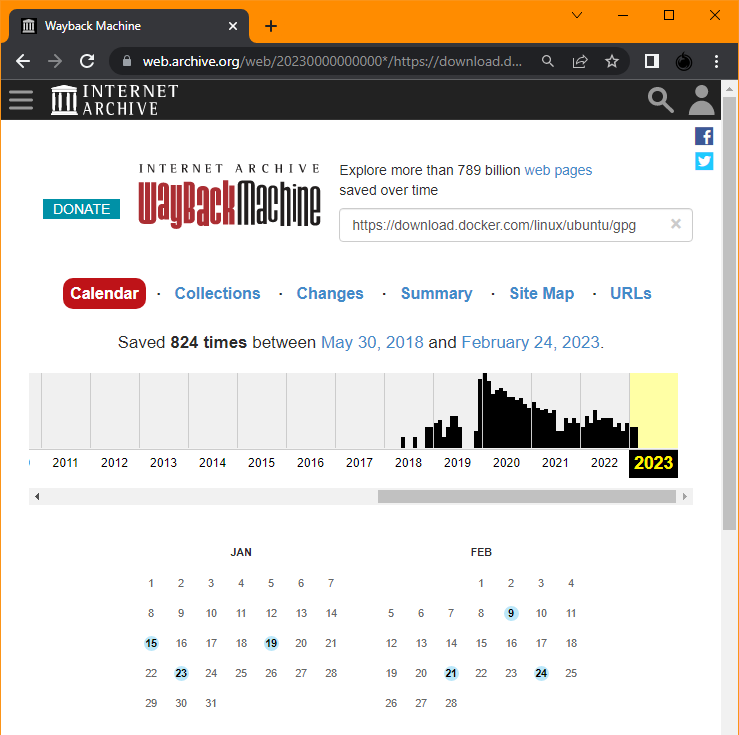 Wayback Machine
web.archive.org/web/20230000000000*/https://download.d...
INTERNET
ARCHIVE
DONATE
INTERNET ARCHIVE
WayBackMachine
Explore more than 789 billion web pages
saved over time
https://download.docker.com/linux/ubuntu/gpg
Calendar · Collections · Changes · Summary · Site Map · URLs
Saved 824 times between May 30, 2018 and February 24, 2023.
2011 2012 2013 2014 2015 2016 2017 2018 2019 2020 2021 2022 2023
JAN
1 2 3 4 5 6 7
8 9 10 11 12 13 14
15 16 17 18 19 20 21
22 23 24 25 26 27 28
29 30 31
FEB
1 2 3 4
5 6 7 8 9 10 11
12 13 14 15 16 17 18
19 20 21 22 23 24 25
26 27 28